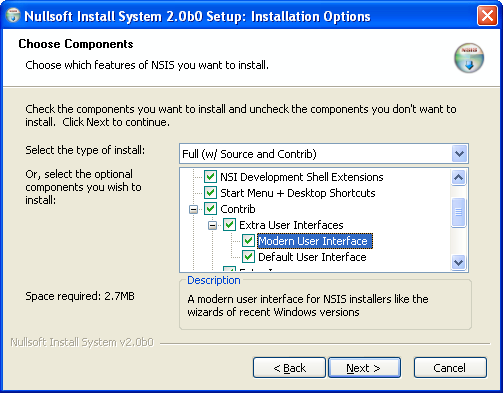 Nullsoft Install System 2.0b0 Setup: Installation Options
Choose Components
Choose which features of NSIS you want to install.
NSIS
Check the components you want to install and uncheck the components you don't want to
install. Click Next to continue.
Select the type of install:
Full (w/ Source and Contrib)
Or, select the optional
components you wish to
install:
NSI Development Shell Extensions
Start Menu + Desktop Shortcuts
Contrib
Extra User Interfaces
Modern User Interface
Default User Interface
Space required: 2.7MB
Description
A modern user interface for NSIS installers like the
wizards of recent Windows versions
Nullsoft Install System v2.0b0
< Back
Next >
Cancel